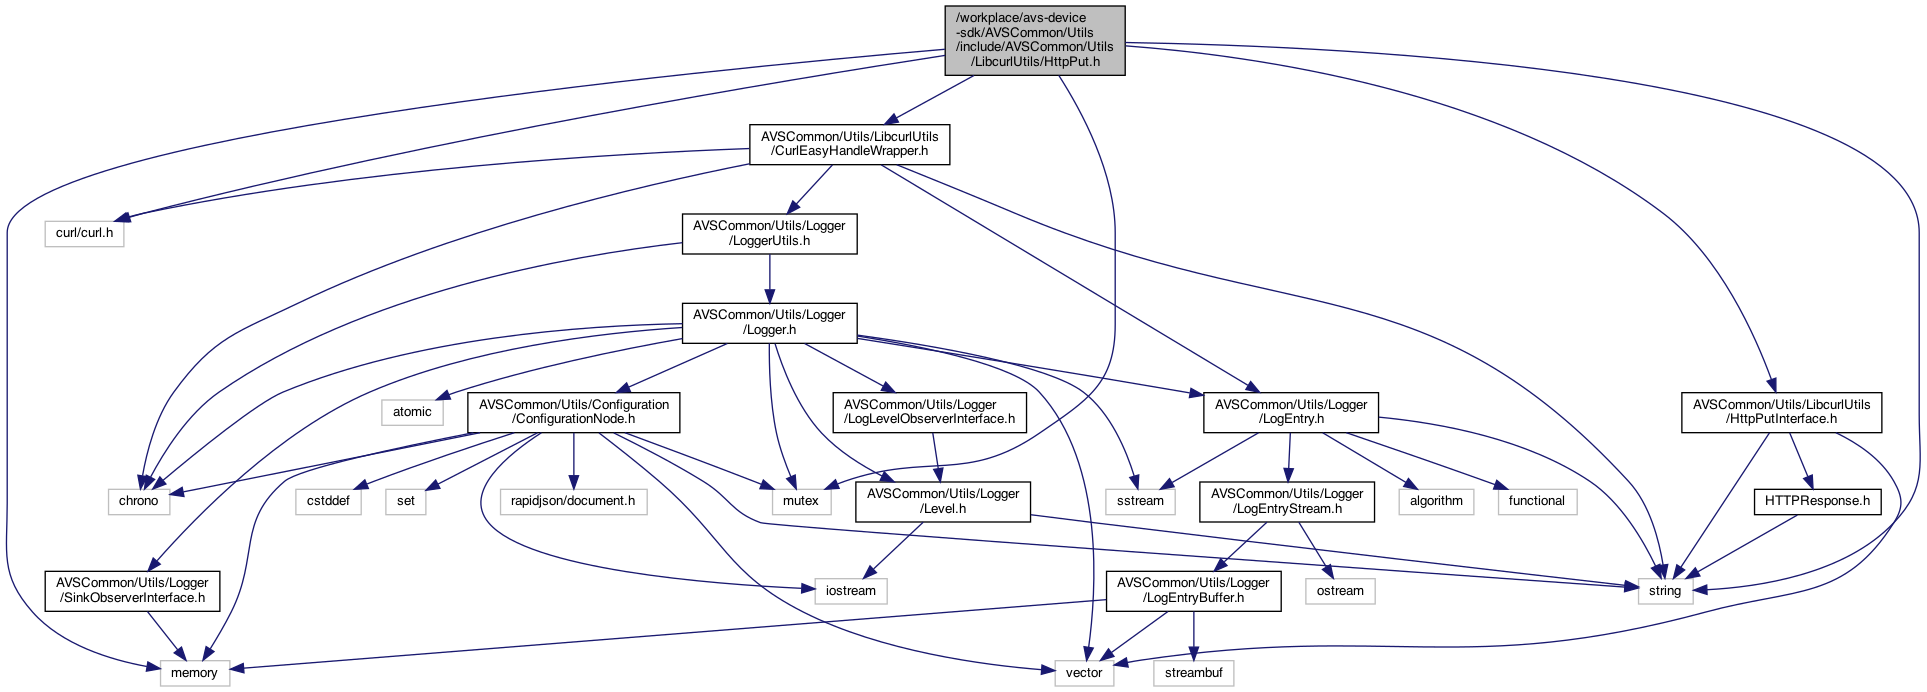 /workplace/avs-device
-sdk/AVSCommon/Utils
/include/AVSCommon/Utils
/LibcurlUtils/HttpPut.h
AVSCommon/Utils/LibcurlUtils
/CurlEasyHandleWrapper.h
curl/curl.h
AVSCommon/Utils/Logger
/LoggerUtils.h
AVSCommon/Utils/Logger
/Logger.h
atomic
AVSCommon/Utils/Configuration
/ConfigurationNode.h
AVSCommon/Utils/Logger
/LogLevelObserverInterface.h
AVSCommon/Utils/Logger
/LogEntry.h
AVSCommon/Utils/LibcurlUtils
/HttpPutInterface.h
chrono
cstddef
set
rapidjson/document.h
mutex
AVSCommon/Utils/Logger
/Level.h
sstream
AVSCommon/Utils/Logger
/LogEntryStream.h
algorithm
functional
HTTPResponse.h
AVSCommon/Utils/Logger
/SinkObserverInterface.h
iostream
AVSCommon/Utils/Logger
/LogEntryBuffer.h
ostream
string
memory
vector
streambuf